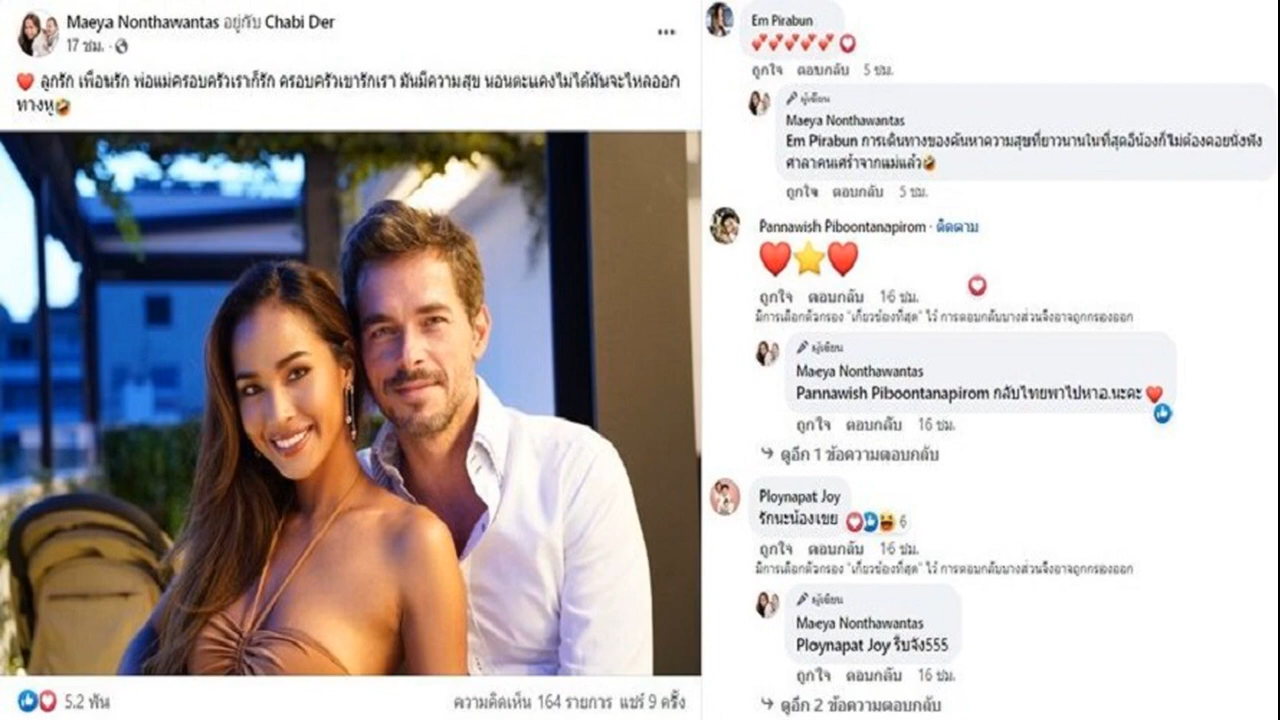 Maeya Nonthawantas อยู่กับ Chabi Der
17 ชม.
❤️ ลูกรัก เพื่อนรัก พ่อแม่ครอบครัวเราก็รัก ครอบครัวเขารักเรา มันมีความสุข นอนตะแคงไม่ได้มันจะไหลออก
ทางหู🤣
5.2 พัน
ความคิดเห็น 164 รายการ แชร์ 9 ครั้ง
Em Pirabun
💕💕💕💕💕
ถูกใจ ตอบกลับ 5 ชม.
ผู้เขียน
Maeya Nonthawantas
Em Pirabun การเดินทางของค้นหาความสุขที่ยาวนานในที่สุดอีน้องก็ไม่ต้องคอยนั่งฟัง
ศาลาคนเศร้าจากแม่แล้ว🤣
ถูกใจ ตอบกลับ 5 ชม.
Pannawish Piboontanapirom · ติดตาม
❤️⭐❤️
ถูกใจ ตอบกลับ 16 ชม.
มีการเลือกตัวกรอง "เกี่ยวข้องที่สุด" ไว้ การตอบกลับบางส่วนจึงอาจถูกกรองออก
ผู้เขียน
Maeya Nonthawantas
Pannawish Piboontanapirom กลับไทยพาไปหาอ.นะคะ ❤️
ถูกใจ ตอบกลับ 16 ชม.
ดูอีก 1 ข้อความตอบกลับ
Ploynapat Joy
รักนะน้องเขย 6
ถูกใจ ตอบกลับ 16 ชม.
มีการเลือกตัวกรอง "เกี่ยวข้องที่สุด" ไว้ การตอบกลับบางส่วนจึงอาจถูกกรองออก
ผู้เขียน
Maeya Nonthawantas
Ploynapat Joy รีบจัง555
ถูกใจ ตอบกลับ 16 ชม.
ดูอีก 2 ข้อความตอบกลับ